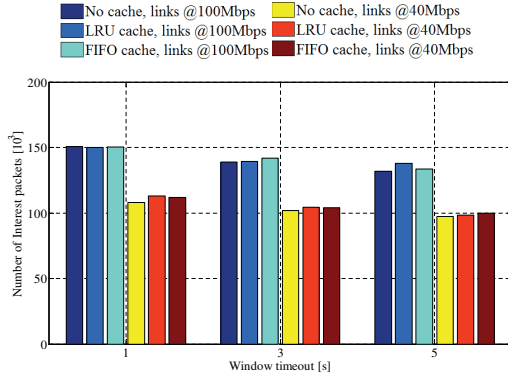 No cache, links @100Mbps
No cache, links @40Mbps
LRU cache, links @100Mbps
LRU cache, links @40Mbps
FIFO cache, links @100Mbps
FIFO cache, links @40Mbps
200
150
100
50
0
Number of Interest packets [10³]
1
3
5
Window timeout [s]